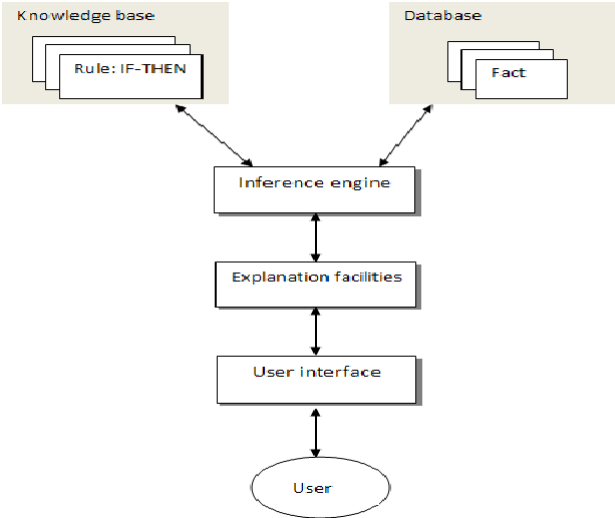 Knowledge base
Database
Rule: IF-THEN
Fact
Inference engine
Explanation facilities
User interface
User